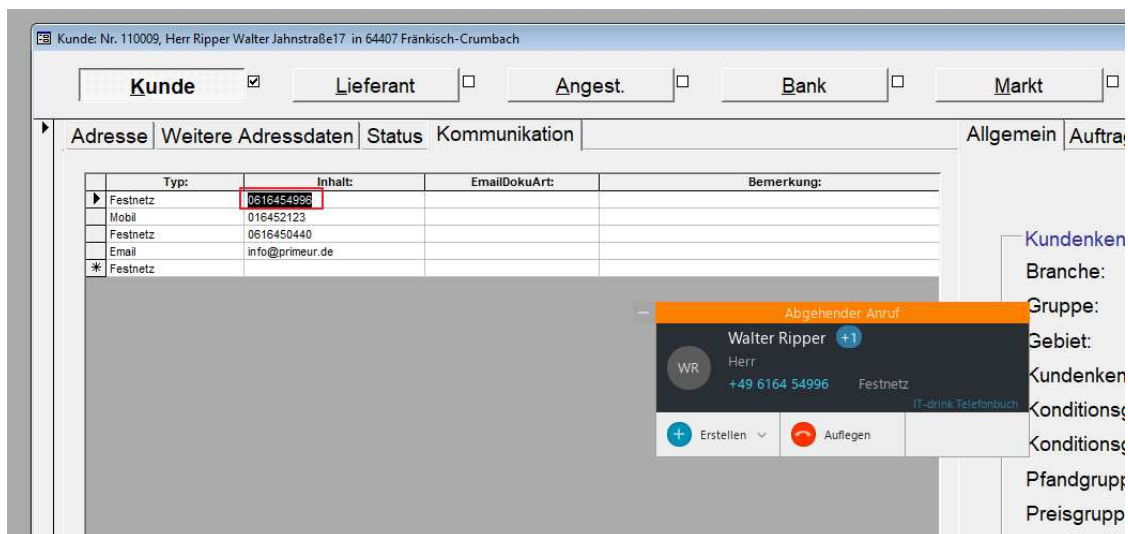 Kunde: Nr. 110009, Herr Ripper Walter Jahnstraße17 in 64407 Fränkisch-Crumbach
Kunde Lieferant Angest. Bank Markt
Adresse Weitere Adressdaten Status Kommunikation Allgemein Auftrag
Typ: Inhalt: EmailDokuArt: Bemerkung:
Festnetz 0616454996
Mobil 016452123
Festnetz 0616450440
Email info@primeur.de
Festnetz
Kundenken
Branche:
Gruppe:
Gebiet:
Kundenken
Konditionsg
Konditionsg
Pfandgrupp
Preisgrupp
Abgehender Anruf
Walter Ripper +1
WR
Herr
+49 6164 54996 Festnetz
IT-drink Telefonbuch
Erstellen Auflegen